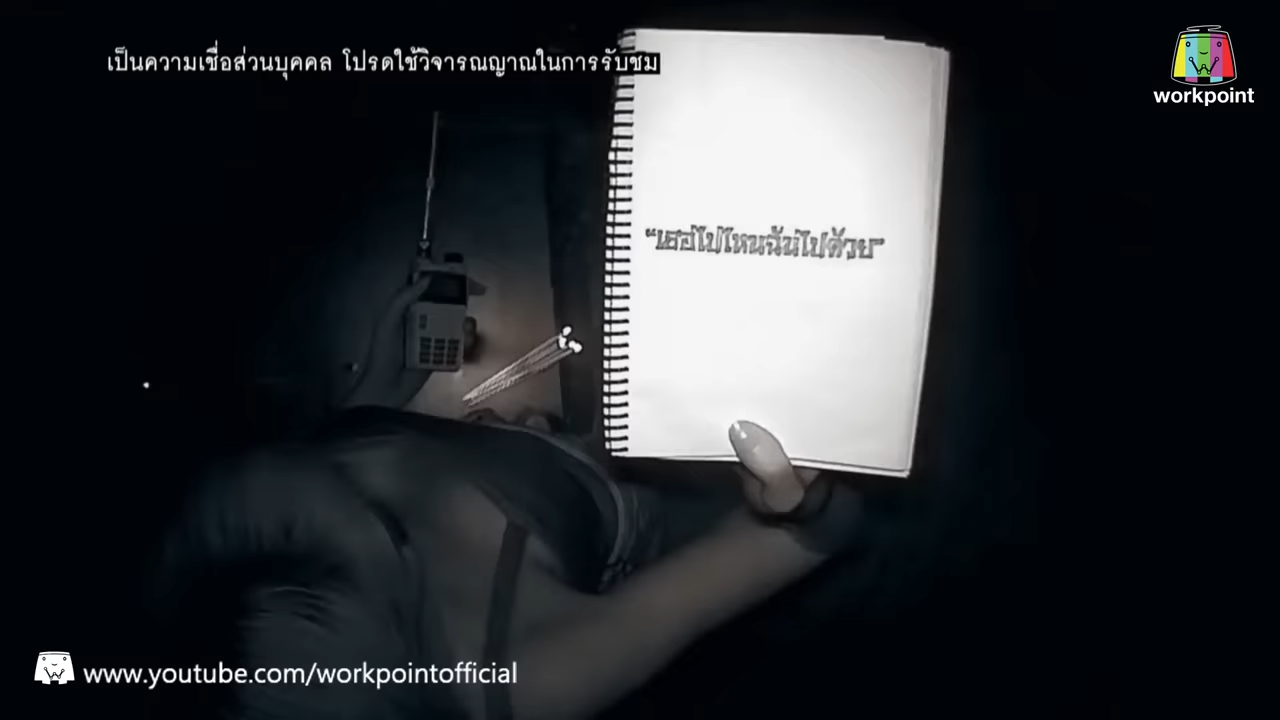 เป็นความเชื่อส่วนบุคคล โปรดใช้วิจารณญาณในการรับชม
workpoint
“เธอไปไหนฉันไปด้วย”
www.youtube.com/workpointofficial